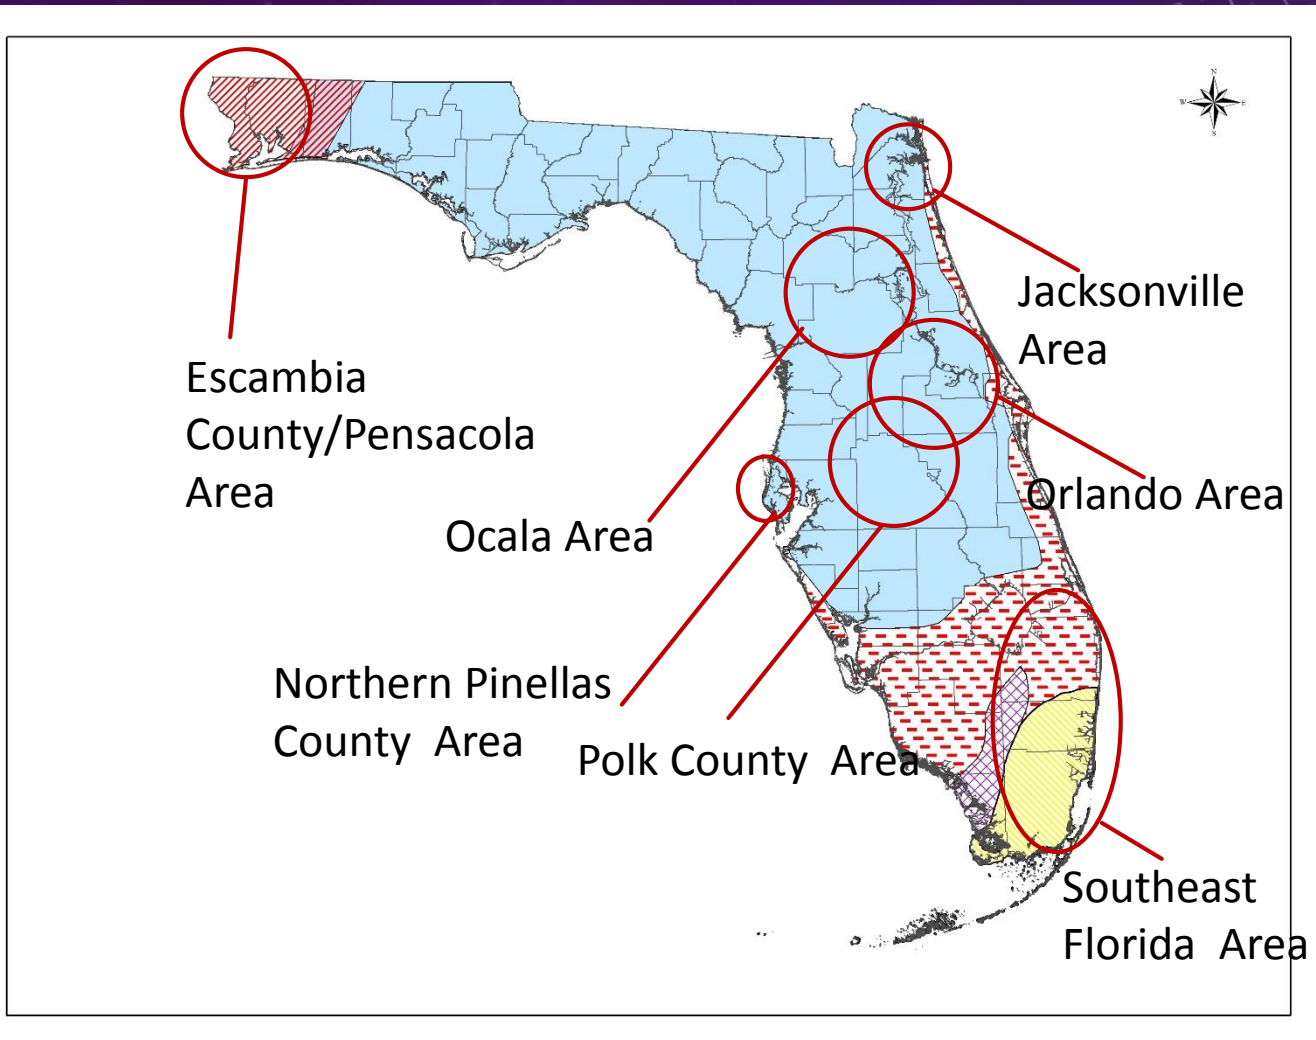 N
W
E
S
Jacksonville
Area
Escambia
County/Pensacola
Area
Orlando Area
Ocala Area
Northern Pinellas
County  Area
Polk County  Area
Southeast
Florida  Area